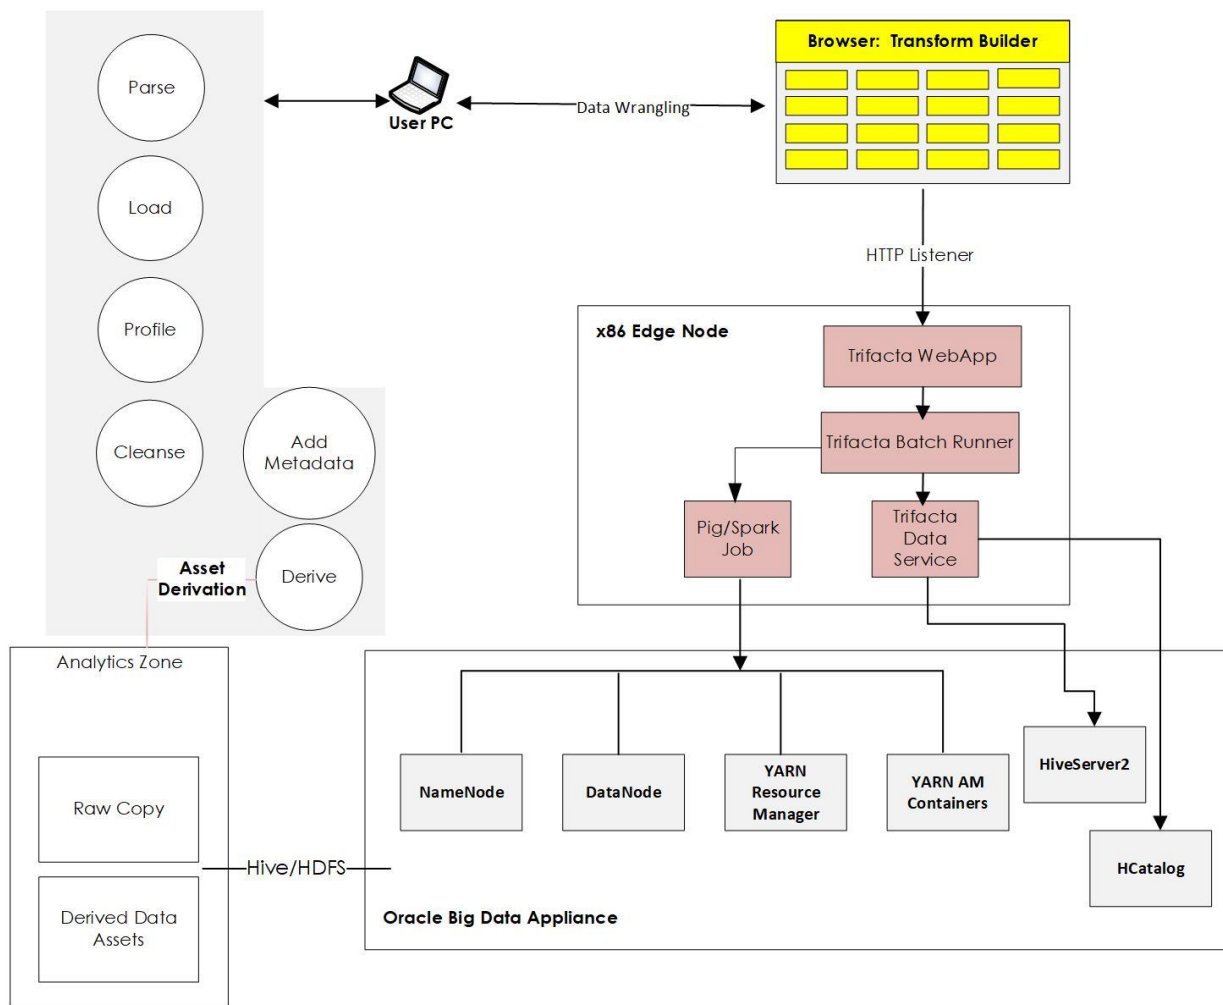 Browser: Transform Builder
Parse
User PC
Data Wrangling
Load
HTTP Listener
Profile
x86 Edge Node
Trifacta WebApp
Cleanse
Add
Metadata
Trifacta Batch Runner
Pig/Spark
Job
Trifacta
Data
Service
Asset
Derivation
Derive
Analytics Zone
NameNode
DataNode
YARN
Resource
Manager
YARN AM
Containers
HiveServer2
Raw Copy
Hive/HDFS
HCatalog
Derived Data
Assets
Oracle Big Data Appliance